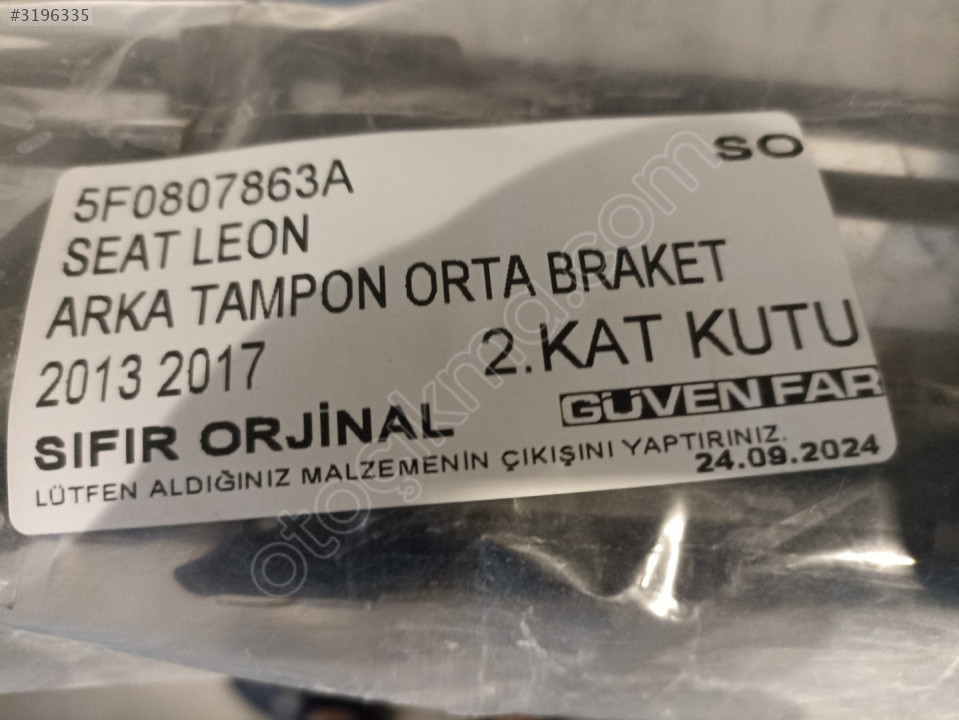 #3196335
SO
5F0807863A
SEAT LEON
ARKA TAMPON ORTA BRAKET
2013 2017
2.KAT KUTU
SIFIR ORJİNAL
GÜVEN FAR
LÜTFEN ALDIĞINIZ MALZEMENİN ÇIKIŞINI YAPTIRINIZ.
24.09.2024
otoçıkmd.com